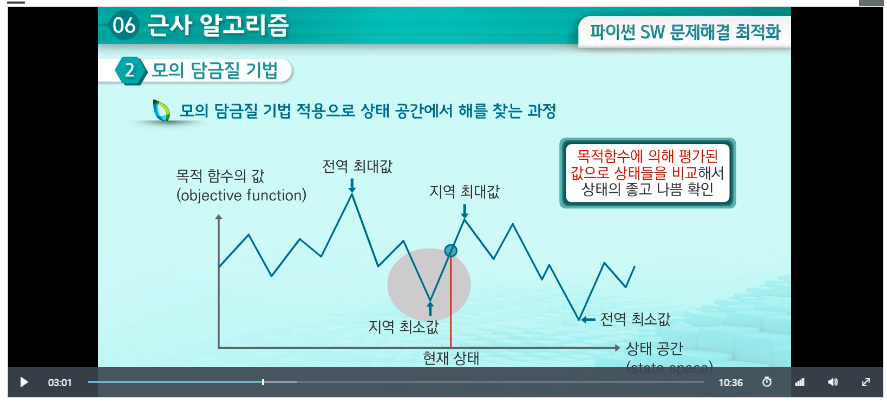 06 근사 알고리즘
파이썬 SW 문제해결 최적화
2 모의 담금질 기법
모의 담금질 기법 적용으로 상태 공간에서 해를 찾는 과정
목적함수에 의해 평가된
값으로 상태들을 비교해서
상태의 좋고 나쁨 확인
목적 함수의 값
(objective function)
전역 최대값
지역 최대값
지역 최소값
전역 최소값
현재 상태
상태 공간
(state space)
03:01
10:36